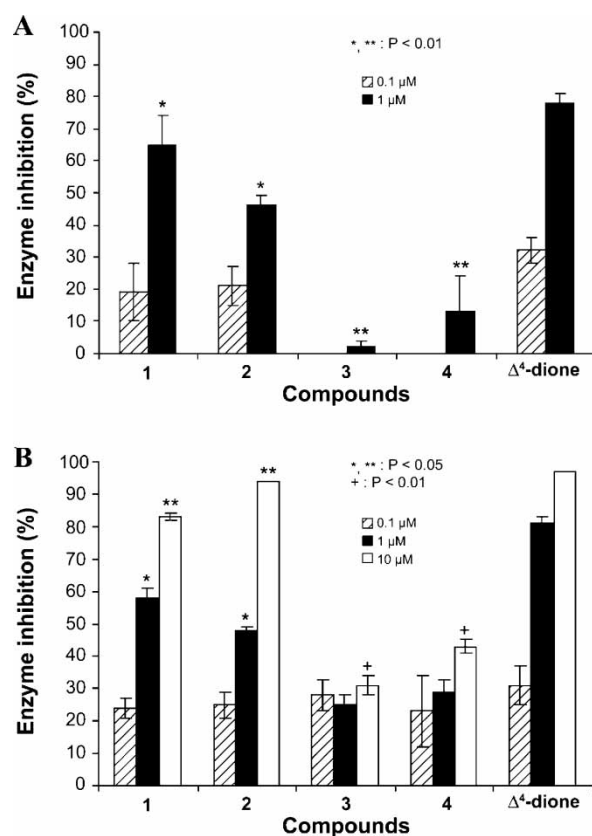 A
*, ** : P < 0.01
0.1 µM
1 µM
Enzyme inhibition (%)
100
90
80
70
60
50
40
30
20
10
0
*
*
**
**
1 2 3 4 Δ⁴-dione
Compounds
B
*, ** : P < 0.05
+ : P < 0.01
0.1 µM
1 µM
10 µM
Enzyme inhibition (%)
100
90
80
70
60
50
40
30
20
10
0
*
**
*
**
+
+
1 2 3 4 Δ⁴-dione
Compounds